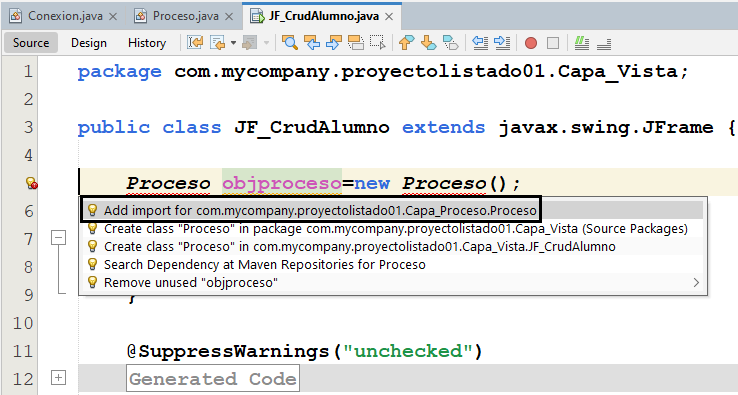 Conexion.java Proceso.java JF_CrudAlumno.java
Source Design History
1 package com.mycompany.proyectolistado01.Capa_Vista;
2
3 public class JF_CrudAlumno extends javax.swing.JFrame {
4
Proceso objproceso=new Proceso();
6 Add import for com.mycompany.proyectolistado01.Capa_Proceso.Proceso
7 Create class "Proceso" in package com.mycompany.proyectolistado01.Capa_Vista (Source Packages)
Create class "Proceso" in com.mycompany.proyectolistado01.Capa_Vista.JF_CrudAlumno
8 Search Dependency at Maven Repositories for Proceso
9 Remove unused "objproceso"
}
10
11 @SuppressWarnings("unchecked")
12 Generated Code